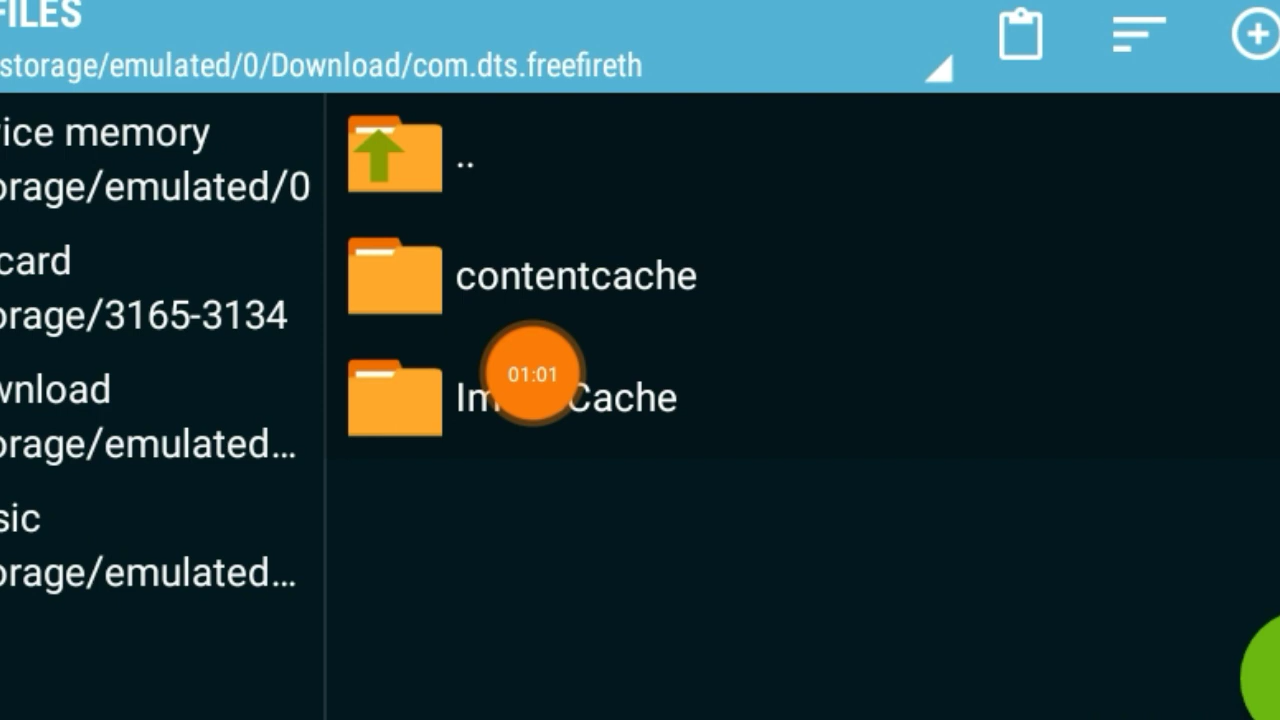 FILES
storage/emulated/0/Download/com.dts.freefireth
ice memory
orage/emulated/0
card
orage/3165-3134
wnload
orage/emulated...
sic
orage/emulated...
..
contentcache
01:01
Im Cache